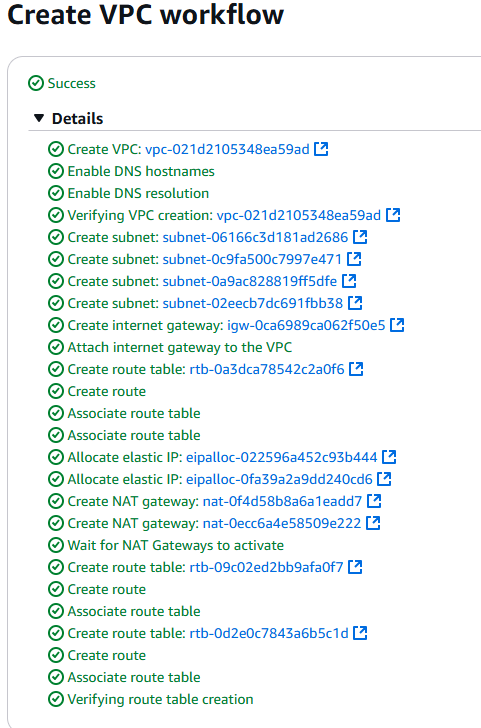 Create VPC workflow
Success
Details
Create VPC: vpc-021d2105348ea59ad
Enable DNS hostnames
Enable DNS resolution
Verifying VPC creation: vpc-021d2105348ea59ad
Create subnet: subnet-06166c3d181ad2686
Create subnet: subnet-0c9fa500c7997e471
Create subnet: subnet-0a9ac828819ff5dfe
Create subnet: subnet-02eecb7dc691fbb38
Create internet gateway: igw-0ca6989ca062f50e5
Attach internet gateway to the VPC
Create route table: rtb-0a3dca78542c2a0f6
Create route
Associate route table
Associate route table
Allocate elastic IP: eipalloc-022596a452c93b444
Allocate elastic IP: eipalloc-0fa39a2a9dd240cd6
Create NAT gateway: nat-0f4d58b8a6a1eadd7
Create NAT gateway: nat-0ecc6a4e58509e222
Wait for NAT Gateways to activate
Create route table: rtb-09c02ed2bb9afa0f7
Create route
Associate route table
Create route table: rtb-0d2e0c7843a6b5c1d
Create route
Associate route table
Verifying route table creation